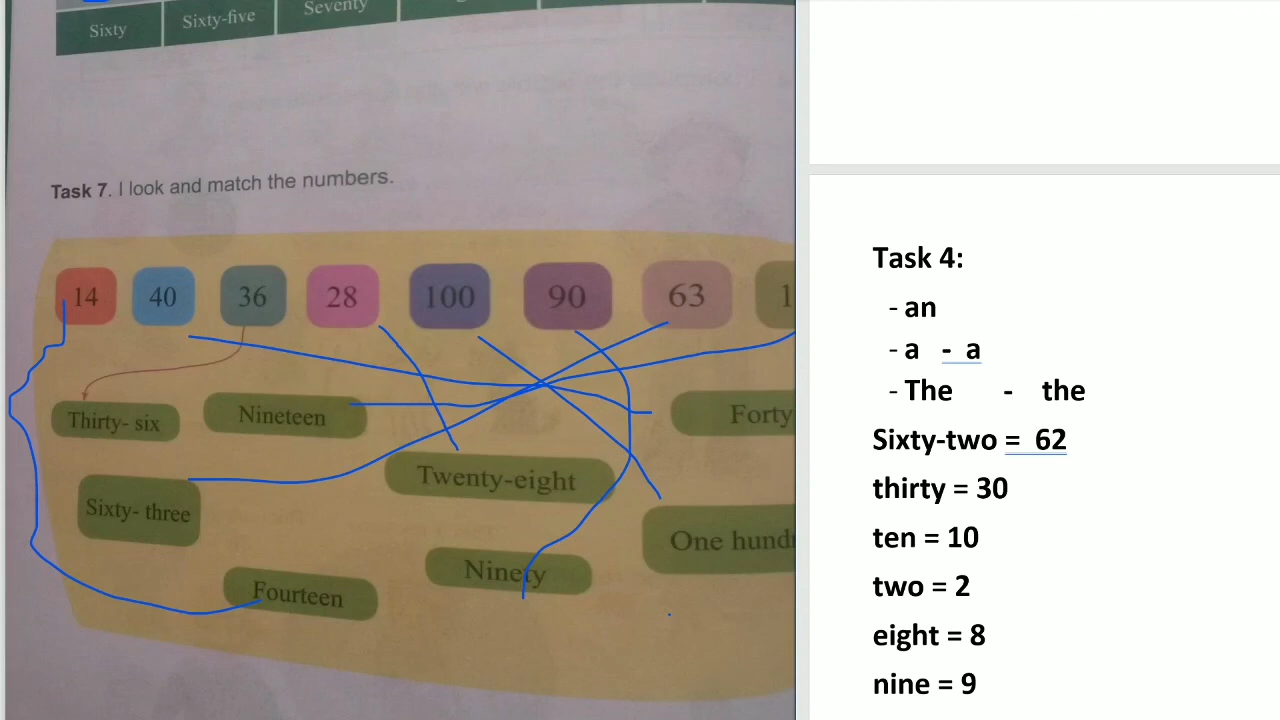 Sixty Sixty-five Seventy
Task 7. I look and match the numbers.
14 40 36 28 100 90 63
Thirty- six Nineteen Forty
Twenty-eight
Sixty- three
One hund
Ninety
Fourteen
Task 4:
- an
- a - a
- The - the
Sixty-two = 62
thirty = 30
ten = 10
two = 2
eight = 8
nine = 9